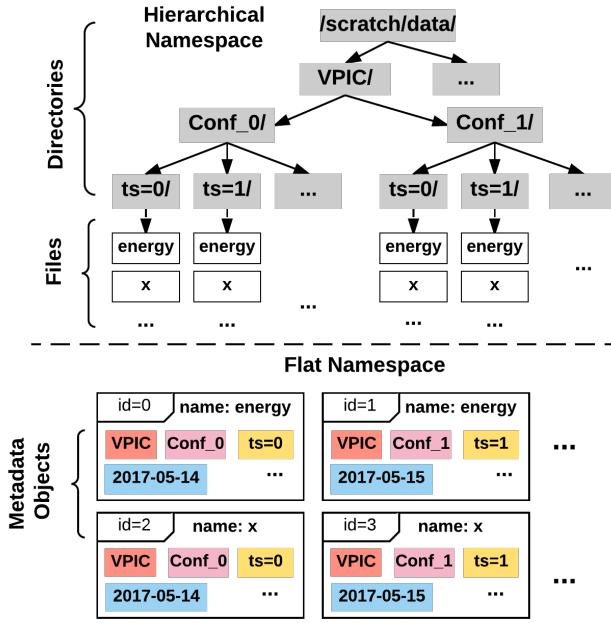 Hierarchical
Namespace
/scratch/data/
VPIC/
...
Directories
Conf_0/
Conf_1/
ts=0/
ts=1/
...
ts=0/
ts=1/
...
Files
energy
energy
energy
energy
...
x
x
x
x
...
...
...
...
...
Flat Namespace
Metadata
Objects
id=0
name: energy
VPIC
Conf_0
ts=0
2017-05-14
...
id=1
name: energy
VPIC
Conf_1
ts=1
2017-05-15
...
...
id=2
name: x
VPIC
Conf_0
ts=0
2017-05-14
...
id=3
name: x
VPIC
Conf_1
ts=1
2017-05-15
...
...